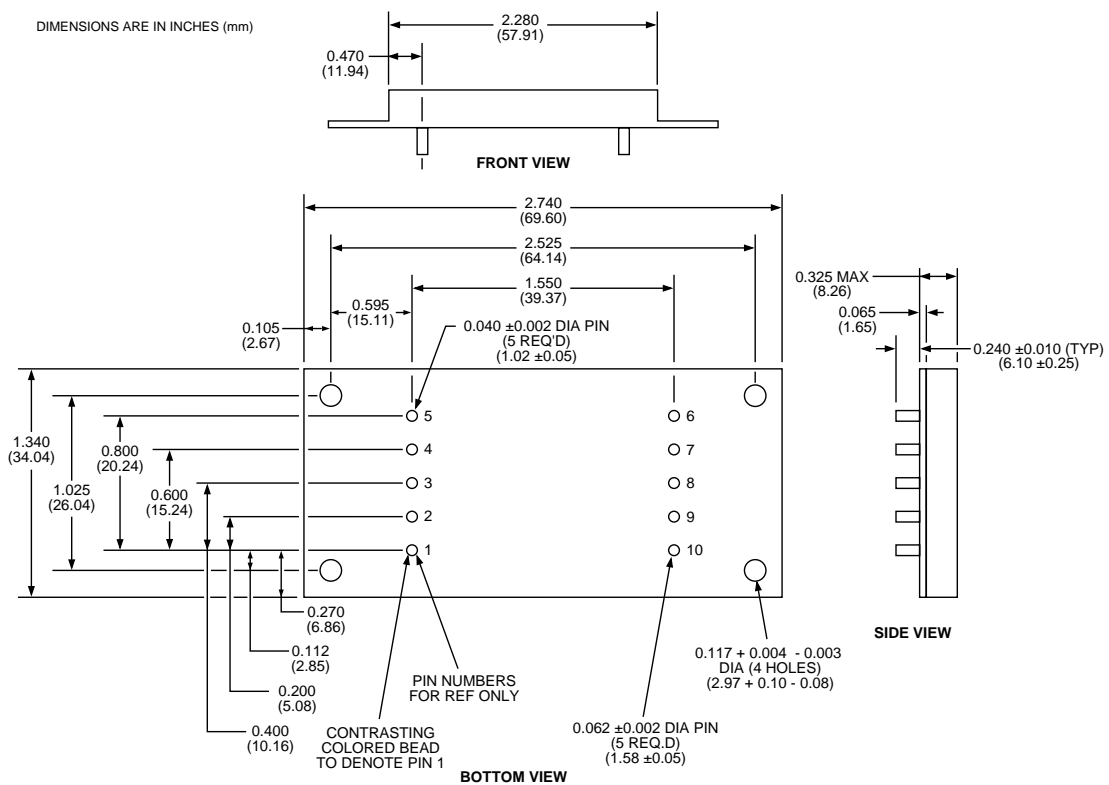 DIMENSIONS ARE IN INCHES (mm)
2.280
(57.91)
0.470
(11.94)
FRONT VIEW
2.740
(69.60)
2.525
(64.14)
1.550
(39.37)
0.595
(15.11)
0.105
(2.67)
0.040 ±0.002 DIA PIN
(5 REQ'D)
(1.02 ±0.05)
0.325 MAX
(8.26)
0.065
(1.65)
0.240 ±0.010 (TYP)
(6.10 ±0.25)
5
6
4
7
3
8
2
9
1
10
1.340
(34.04)
1.025
(26.04)
0.800
(20.24)
0.600
(15.24)
0.270
(6.86)
0.112
(2.85)
0.200
(5.08)
0.400
(10.16)
PIN NUMBERS
FOR REF ONLY
CONTRASTING
COLORED BEAD
TO DENOTE PIN 1
0.062 ±0.002 DIA PIN
(5 REQ.D)
(1.58 ±0.05)
0.117 + 0.004 - 0.003
DIA (4 HOLES)
(2.97 + 0.10 - 0.08)
SIDE VIEW
BOTTOM VIEW